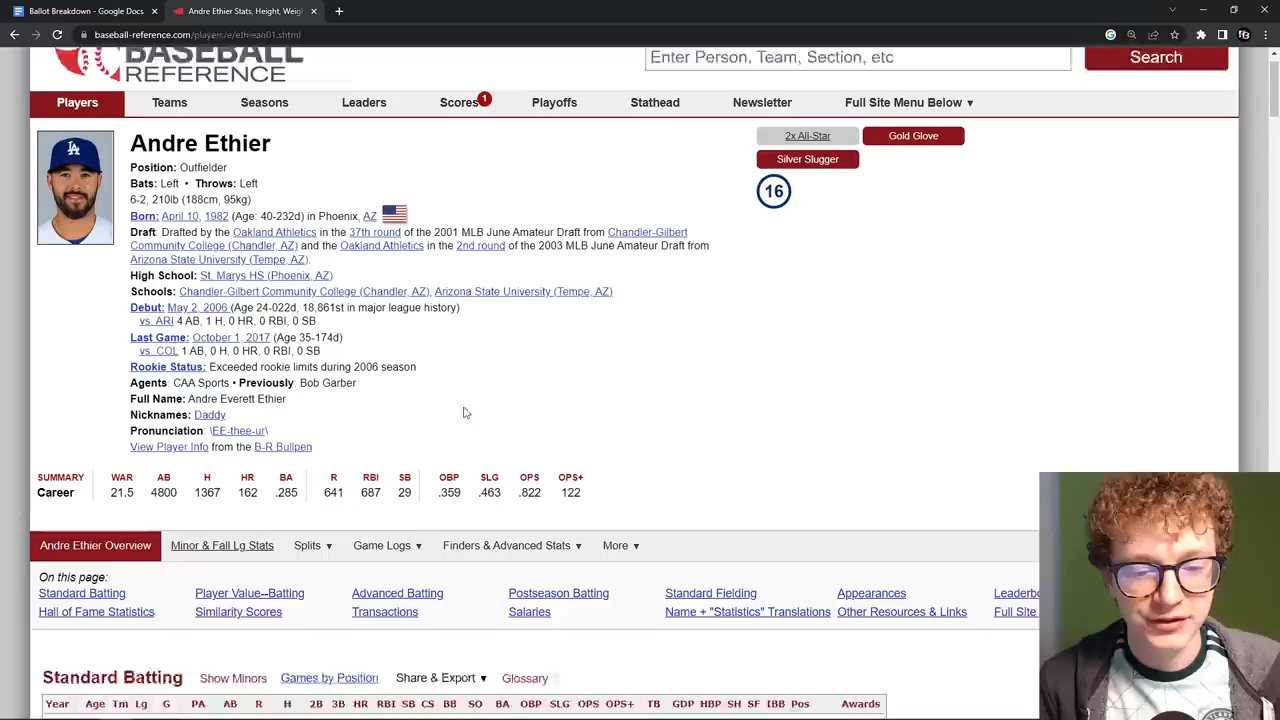 Ballot Breakdown - Google Docs
Andre Ethier Stats, Height, Weig
baseball-reference.com/players/e/ethiean01.shtml
BASEBALL
REFERENCE
Enter Person, Team, Section, etc
Search
Players Teams Seasons Leaders Scores 1 Playoffs Stathead Newsletter Full Site Menu Below ▼
LA
Andre Ethier
2x All-Star Gold Glove
Silver Slugger
16
Position: Outfielder
Bats: Left • Throws: Left
6-2, 210lb (188cm, 95kg)
Born: April 10, 1982 (Age: 40-232d) in Phoenix, AZ
Draft: Drafted by the Oakland Athletics in the 37th round of the 2001 MLB June Amateur Draft from Chandler-Gilbert
Community College (Chandler, AZ) and the Oakland Athletics in the 2nd round of the 2003 MLB June Amateur Draft from
Arizona State University (Tempe, AZ).
High School: St. Marys HS (Phoenix, AZ)
Schools: Chandler-Gilbert Community College (Chandler, AZ), Arizona State University (Tempe, AZ)
Debut: May 2, 2006 (Age 24-022d, 18,861st in major league history)
vs. ARI 4 AB, 1 H, 0 HR, 0 RBI, 0 SB
Last Game: October 1, 2017 (Age 35-174d)
vs. COL 1 AB, 0 H, 0 HR, 0 RBI, 0 SB
Rookie Status: Exceeded rookie limits during 2006 season
Agents: CAA Sports • Previously: Bob Garber
Full Name: Andre Everett Ethier
Nicknames: Daddy
Pronunciation: \EE-thee-ur\
View Player Info from the B-R Bullpen
SUMMARY WAR AB H HR BA R RBI SB OBP SLG OPS OPS+
Career 21.5 4800 1367 162 .285 641 687 29 .359 .463 .822 122
Andre Ethier Overview Minor & Fall Lg Stats Splits ▼ Game Logs ▼ Finders & Advanced Stats ▼ More ▼
On this page:
Standard Batting Player Value--Batting Advanced Batting Postseason Batting Standard Fielding Appearances Leaderbo
Hall of Fame Statistics Similarity Scores Transactions Salaries Name + "Statistics" Translations Other Resources & Links Full Site
Standard Batting Show Minors Games by Position Share & Export ▼ Glossary
Year Age Tm Lg G PA AB R H 2B 3B HR RBI SB CS BB SO BA OBP SLG OPS OPS+ TB GDP HBP SH SF IBB Pos Awards